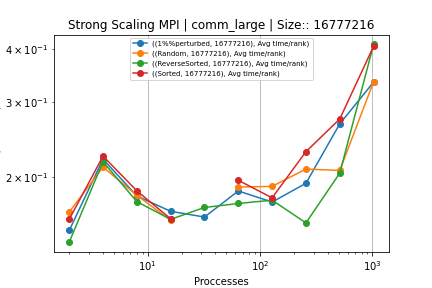 Strong Scaling MPI | comm_large | Size:: 16777216
((1%%perturbed, 16777216), Avg time/rank)
((Random, 16777216), Avg time/rank)
((ReverseSorted, 16777216), Avg time/rank)
((Sorted, 16777216), Avg time/rank)
4 × 10⁻¹
3 × 10⁻¹
2 × 10⁻¹
10¹ 10² 10³
Proccesses